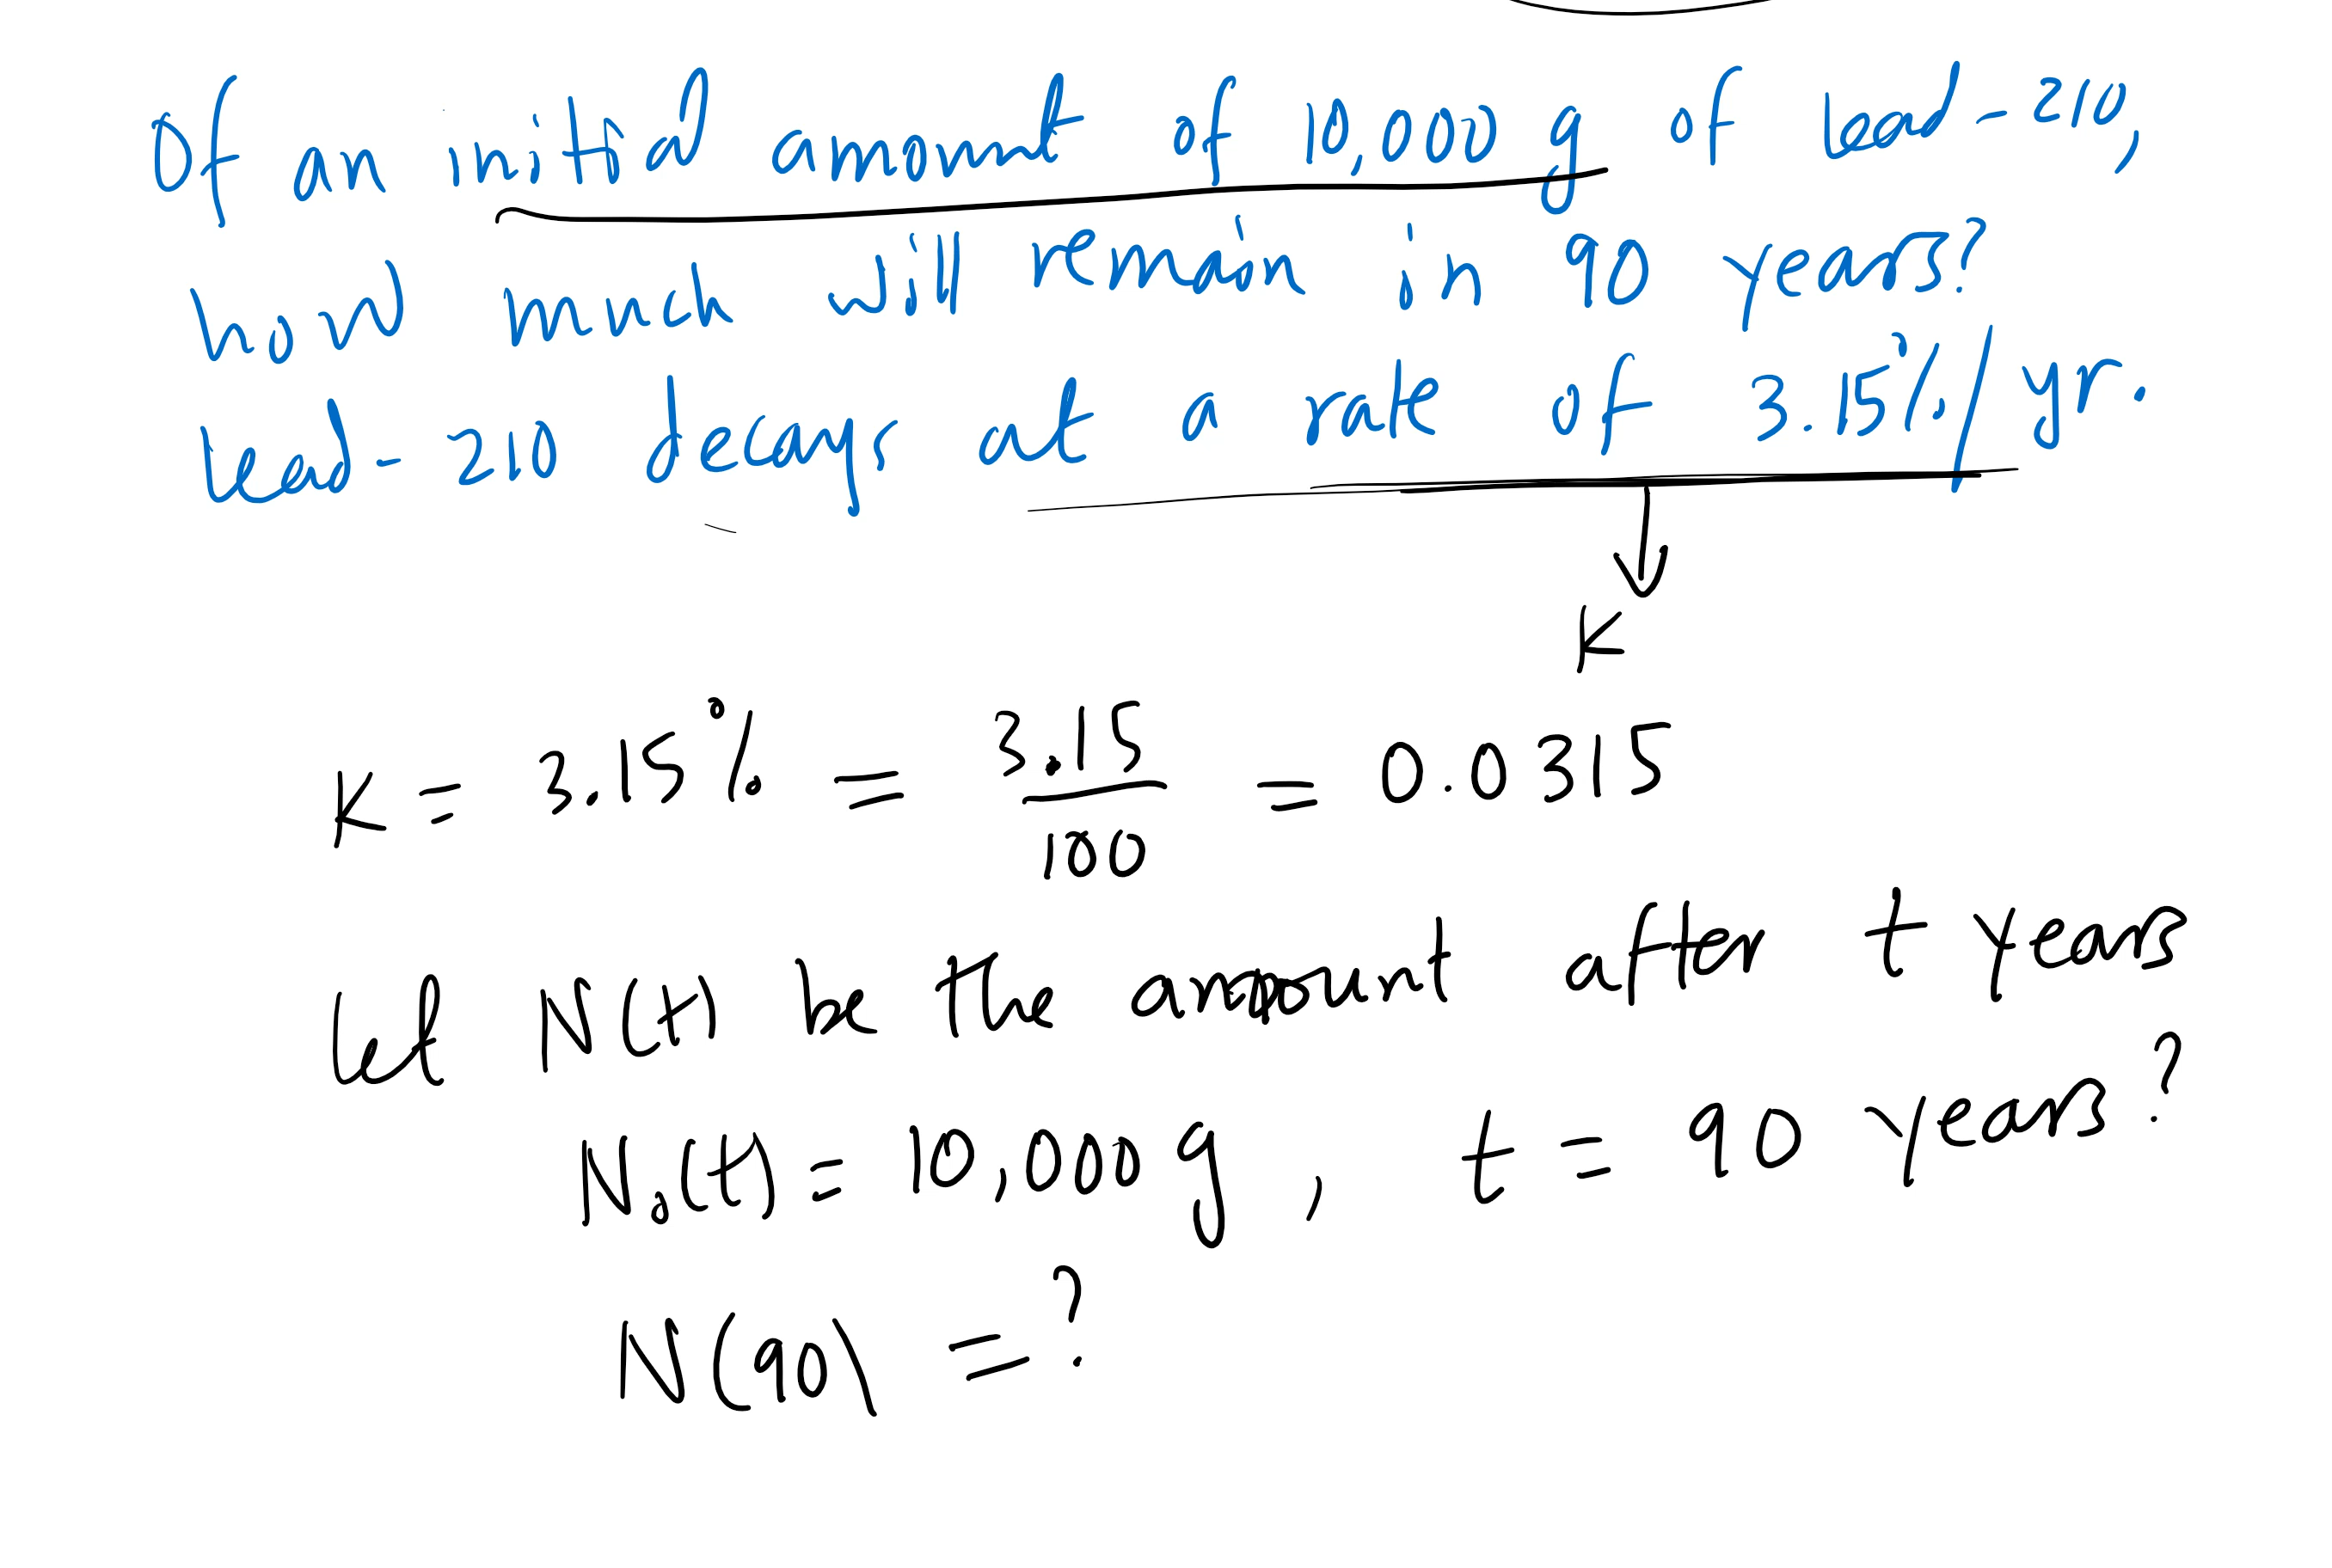 Of an initial amount of 10,000 g of lead-210,
how much will remain in 90 years?
lead-210 decays at a rate of 3.15%/yr.
K
K = 3.15% = 3.15/100 = 0.0315
let N(t) be the amount after t years
N₀(t) = 10,000 g , t = 90 years?
N(90) = ?